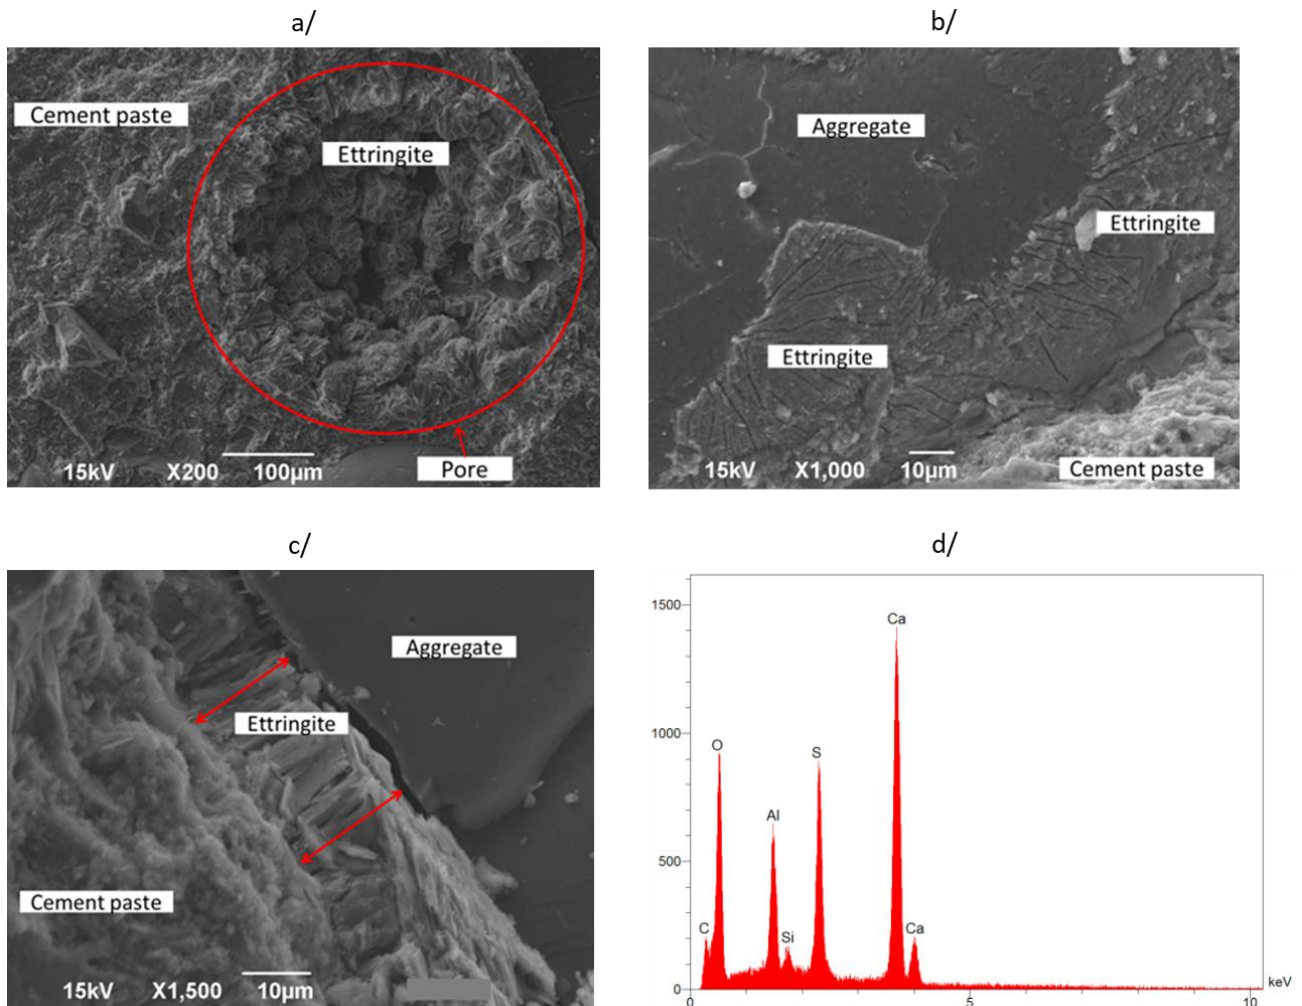 a/
b/
Cement paste
Ettringite
15kV X200 100µm
Pore
Aggregate
Ettringite
Ettringite
15kV X1,000 10µm
Cement paste
c/
d/
Aggregate
Ettringite
Cement paste
15kV X1,500 10µm
1500
1000
500
0
Ca
O
S
Al
C
Si
Ca
0 5 10 keV